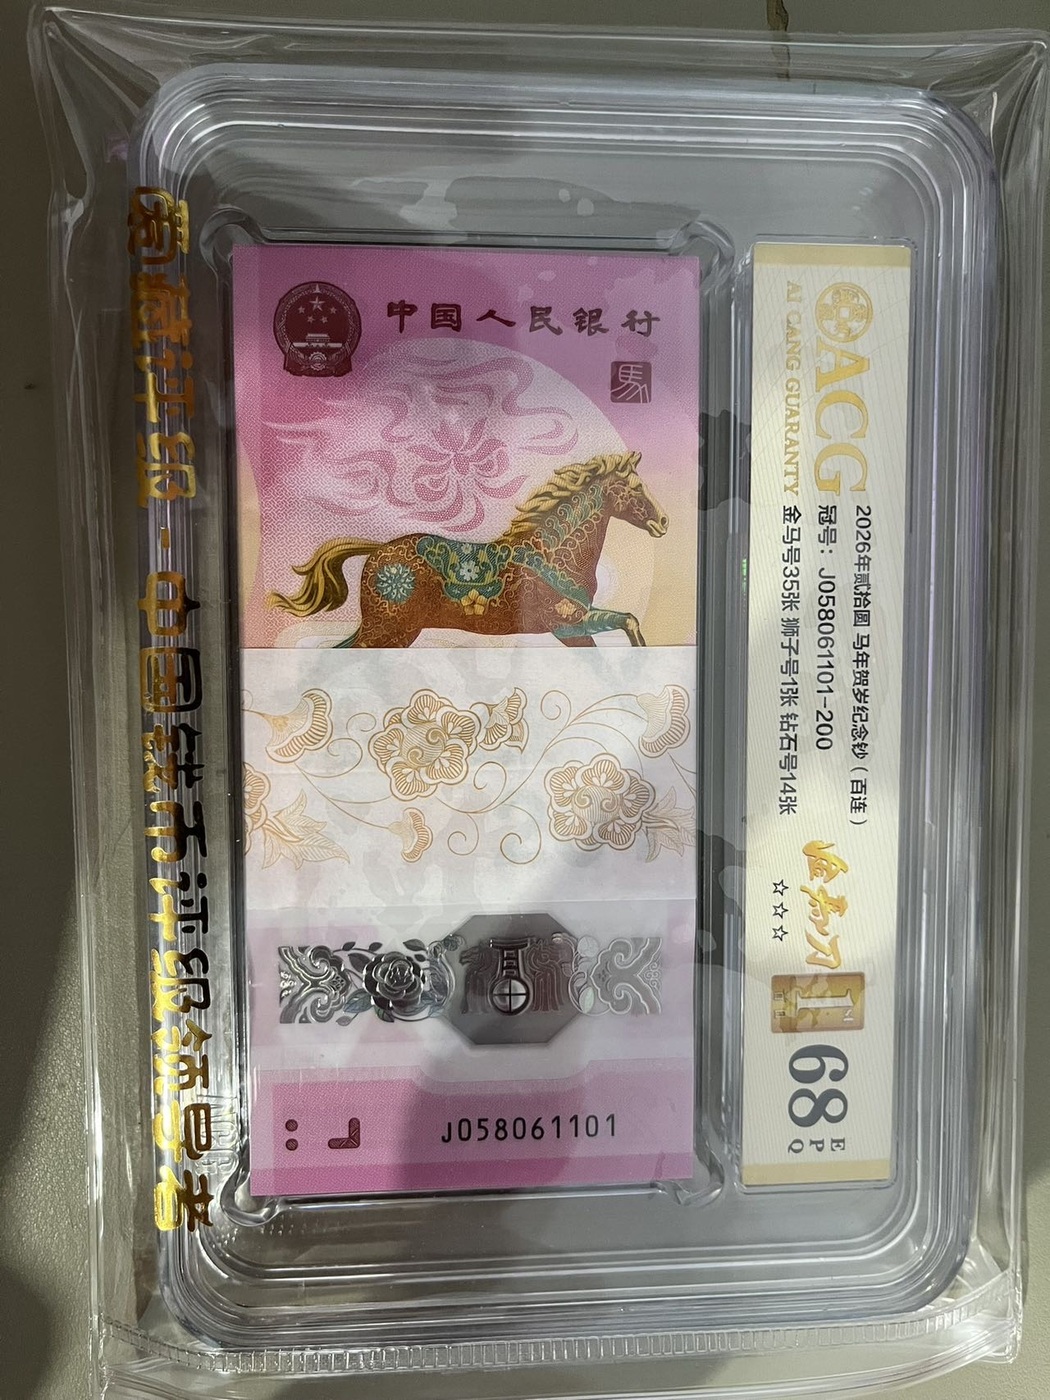 中国人民银行
馬
J058061101
ACG
AI CANG GUARANTY
2026年贰拾圆 马年贺岁纪念钞（百连）
冠号：J058061101-200
金马号35张 狮子号1张 钻石号14张
☆☆☆
68
EPQ
爱藏评级-中国钱币评级领导者